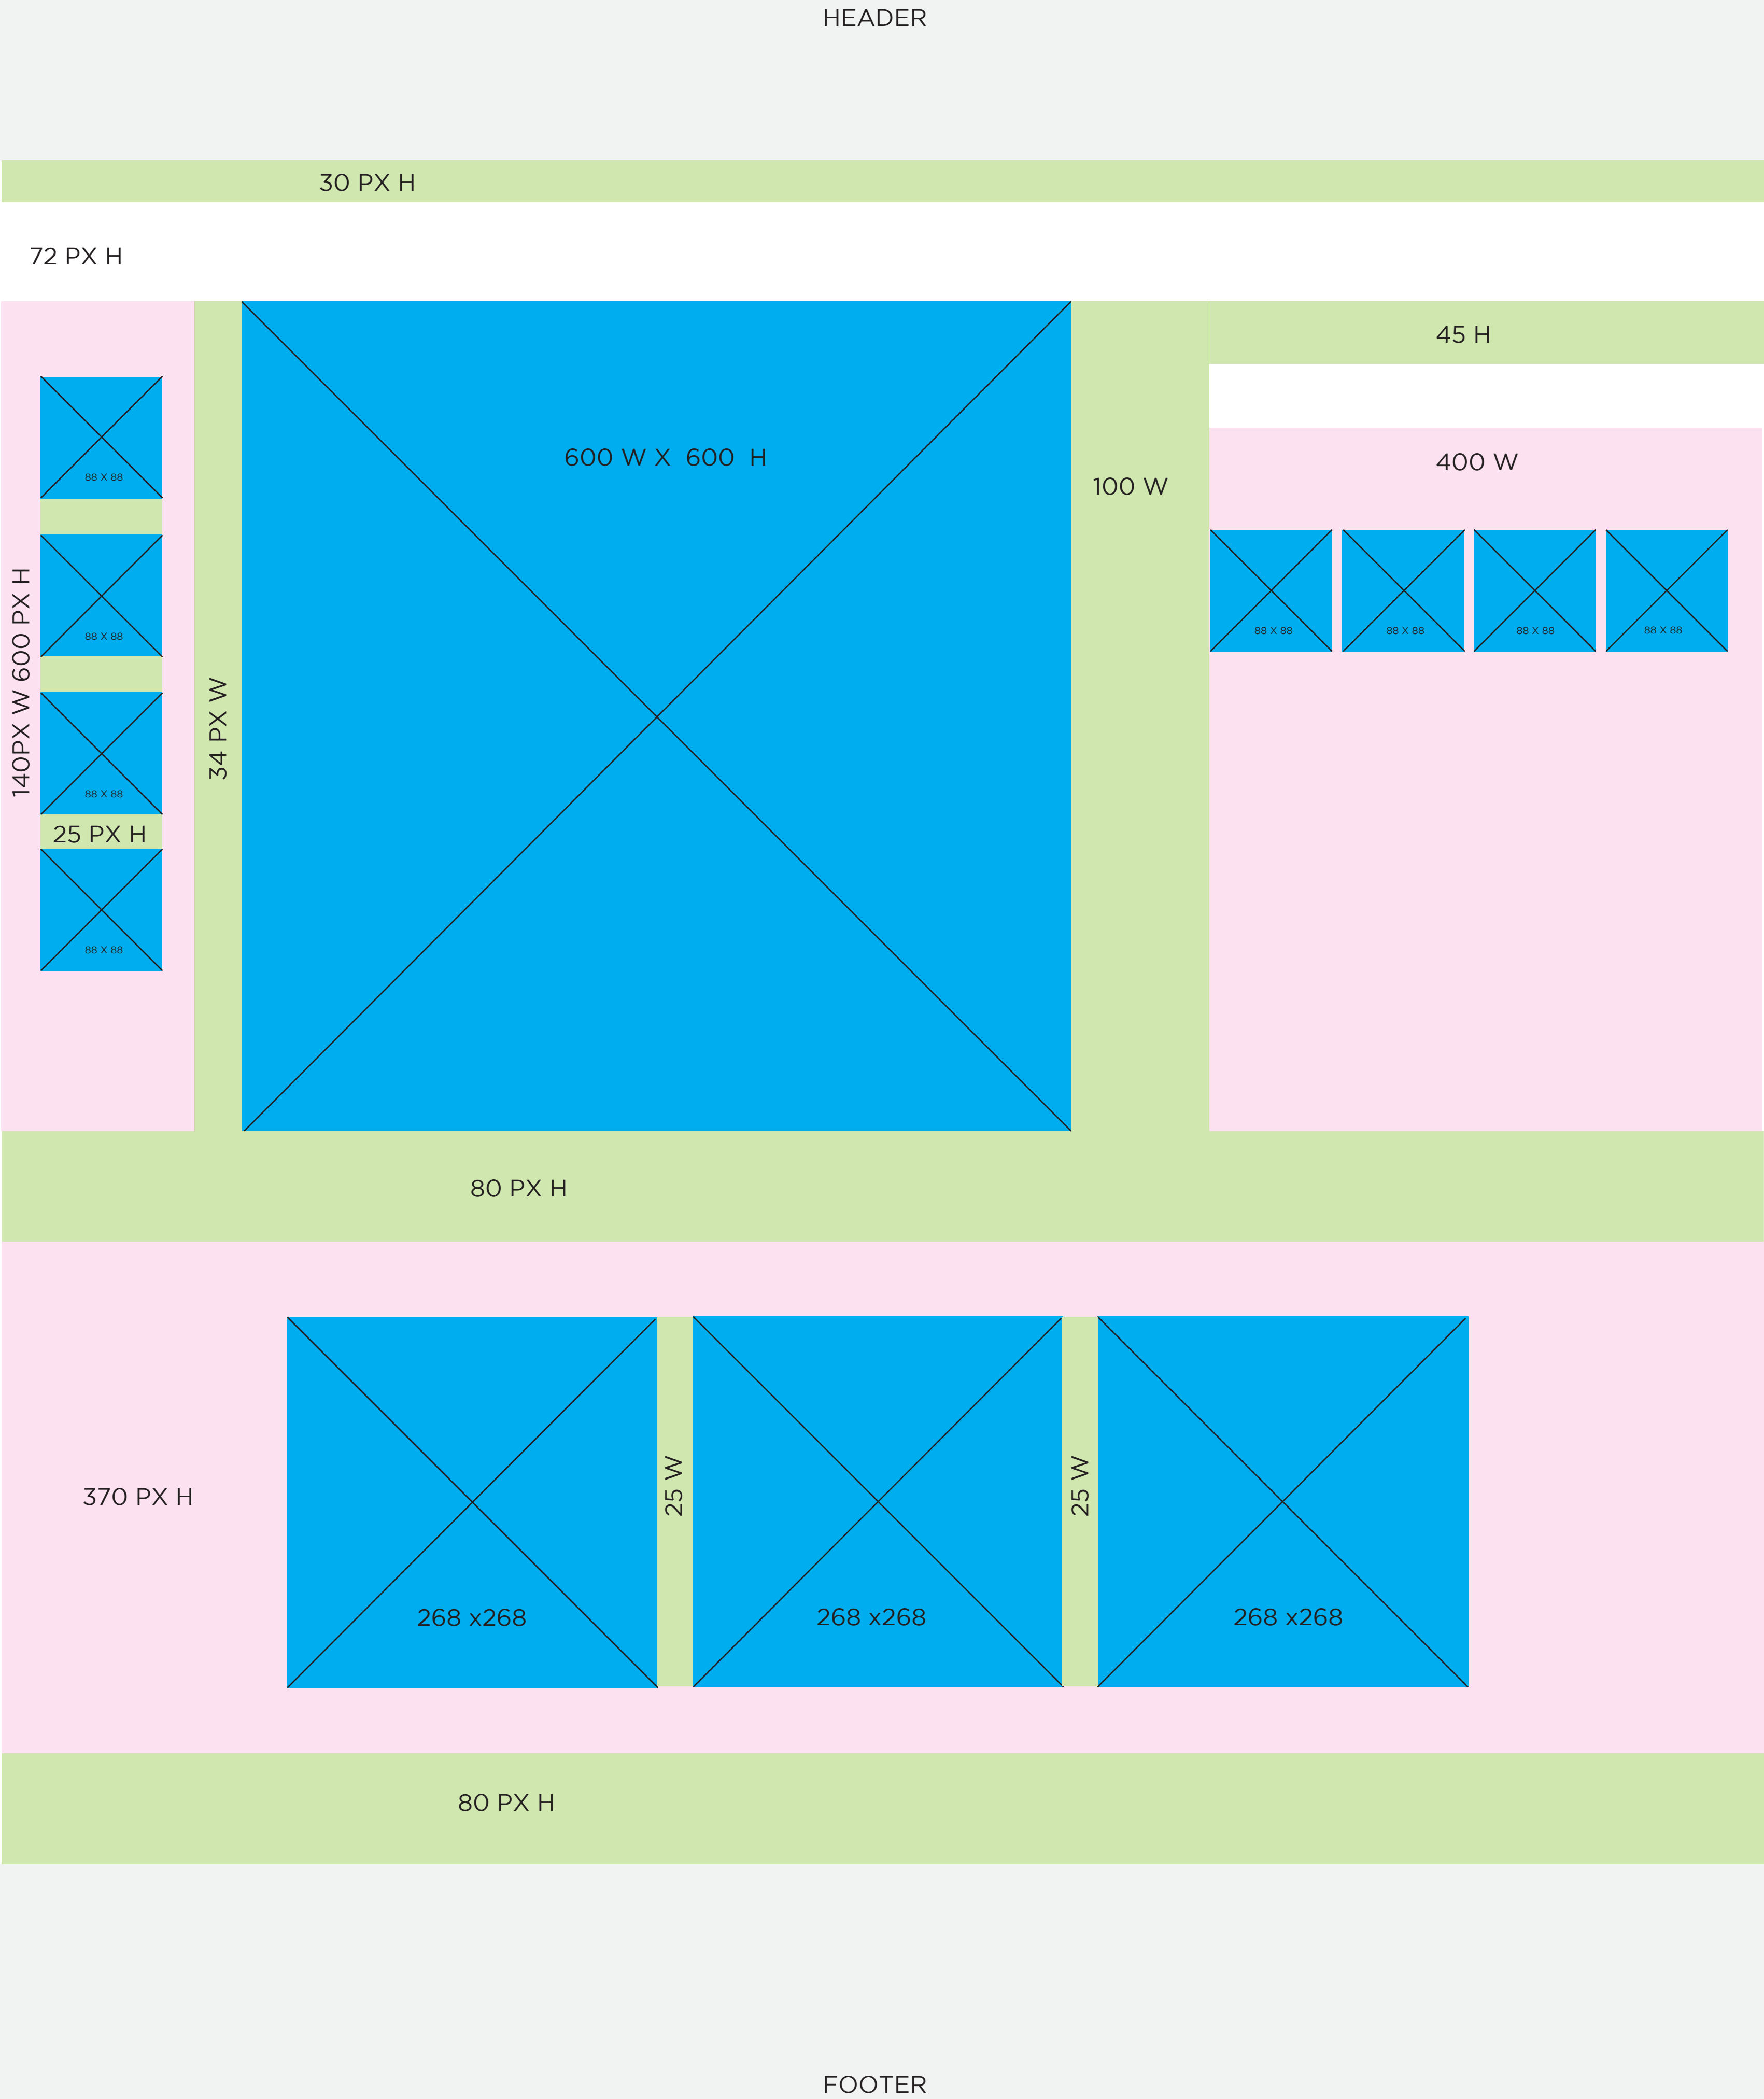 HEADER
30 PX H
72 PX H
45 H
600 W X  600  H
400 W
100 W
88 X 88
88 X 88
88 X 88
88 X 88
88 X 88
88 X 88
88 X 88
88 X 88
140PX W 600 PX H
34 PX W
25 PX H
80 PX H
370 PX H
25 W
25 W
268 x268
268 x268
268 x268
80 PX H
FOOTER